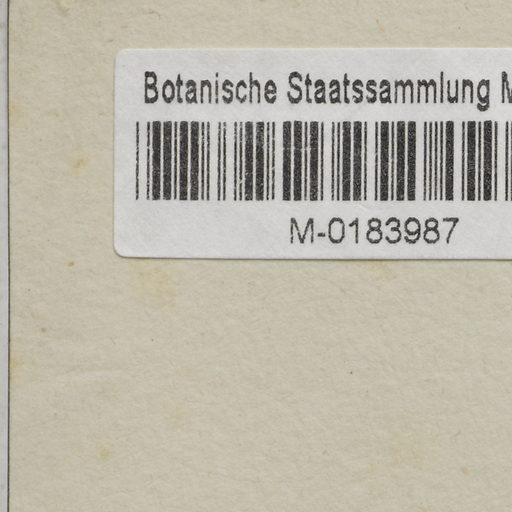 Botanische Staatssammlung M
M-0183987